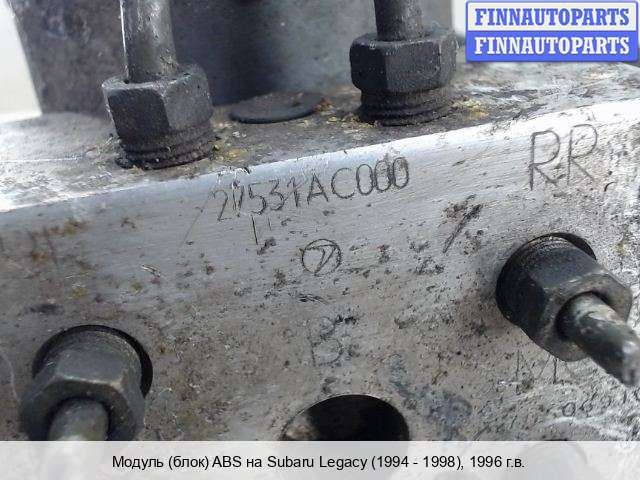 FINNAUTOPARTS
FINNAUTOPARTS
27531AC000
RR
B
Модуль (блок) ABS на Subaru Legacy (1994 - 1998), 1996 г.в.